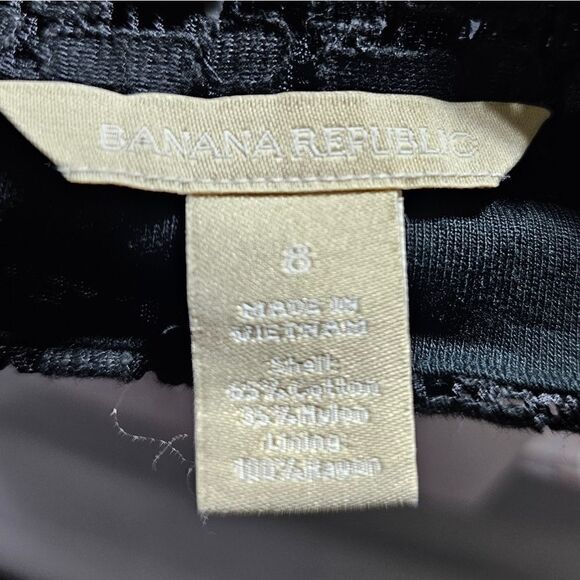 BANANA REPUBLIC
8
MADE IN
VIETNAM
Shell:
65% Cotton
35% Nylon
Lining:
100% Rayon